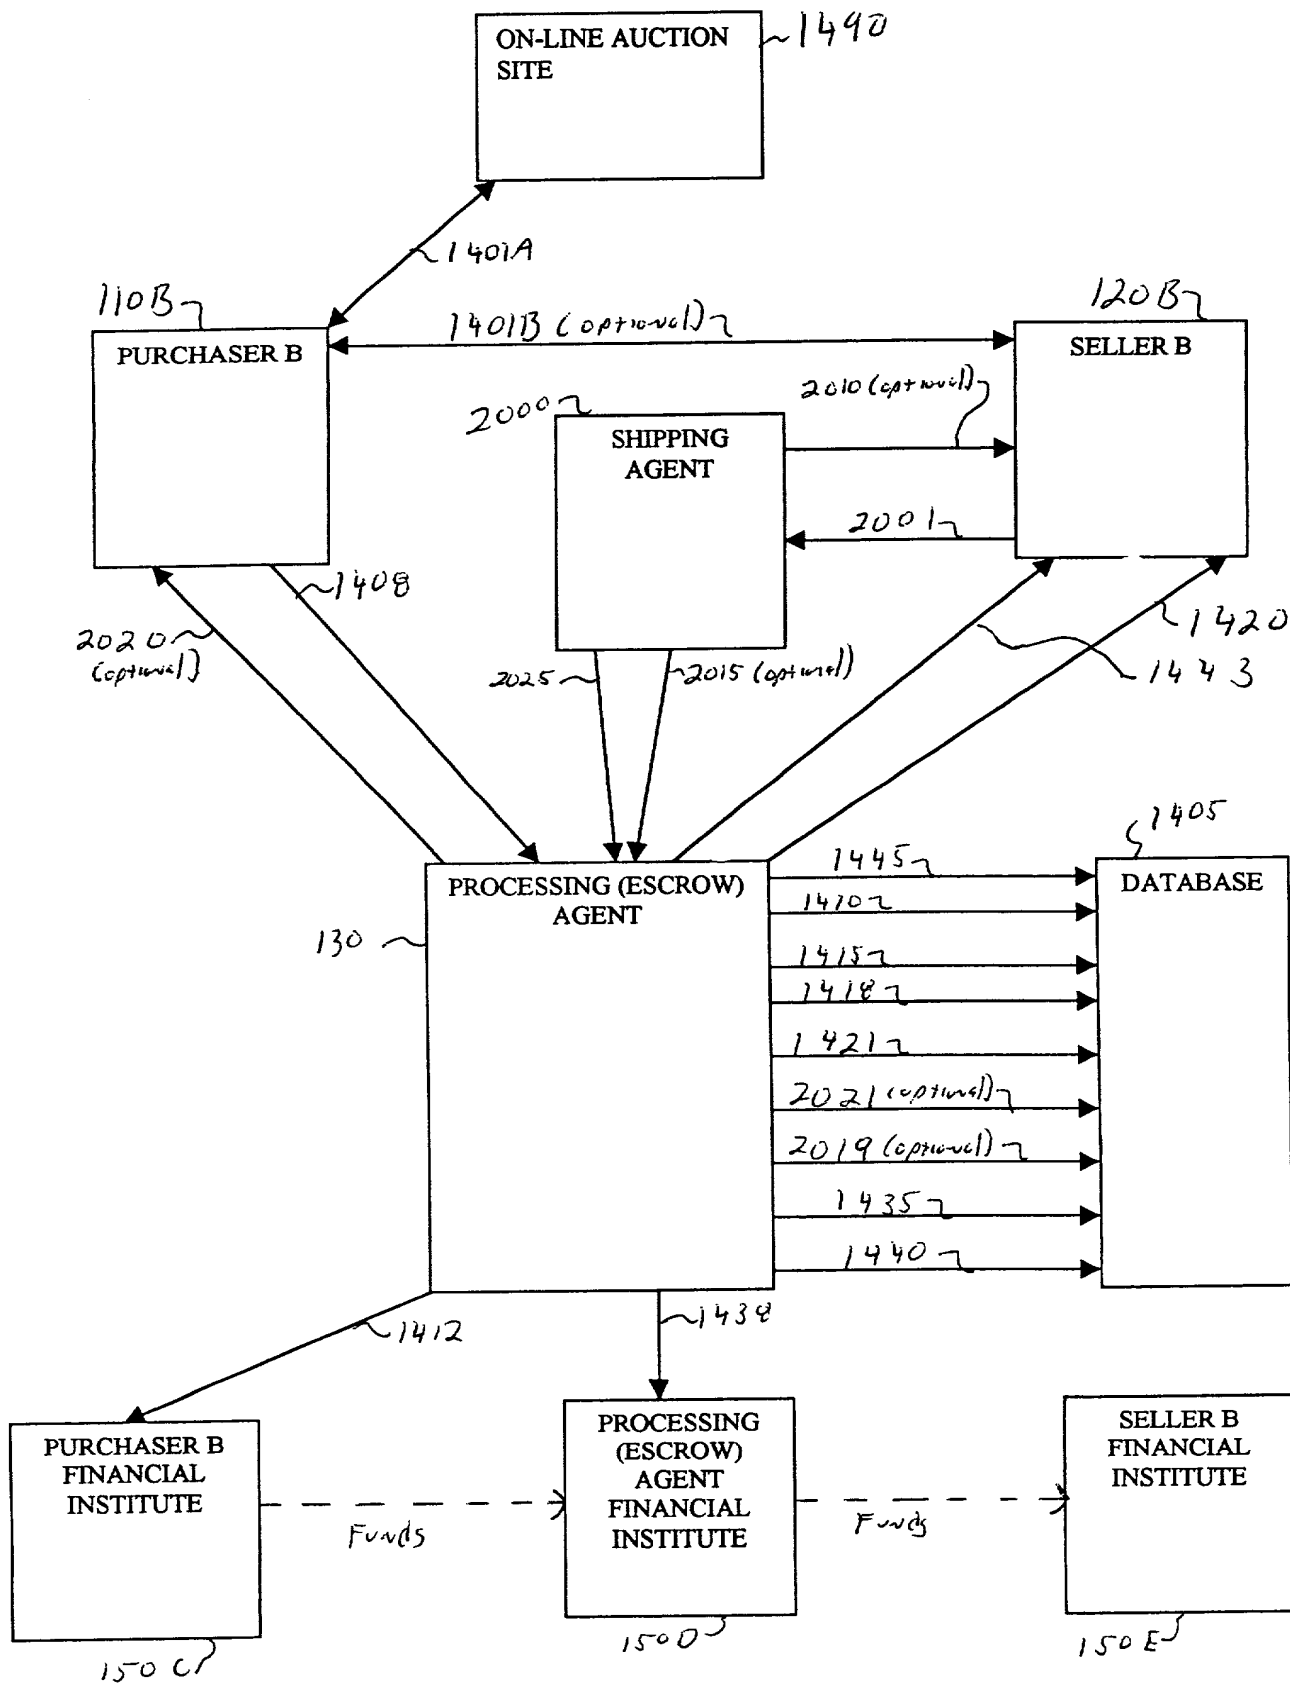 ON-LINE AUCTION
SITE
1490
1401A
110B
120B
1401B (optional)
PURCHASER B
SELLER B
2010 (optional)
2000
SHIPPING
AGENT
2001
1408
1420
2020
(optional)
2025
2015 (optional)
1443
1405
PROCESSING (ESCROW)
AGENT
1445
DATABASE
1410
130
1415
1418
1421
2021 (optional)
2019 (optional)
1435
1440
1412
1438
PURCHASER B
FINANCIAL
INSTITUTE
PROCESSING
(ESCROW)
AGENT
FINANCIAL
INSTITUTE
SELLER B
FINANCIAL
INSTITUTE
Funds
Funds
150C
150D
150E